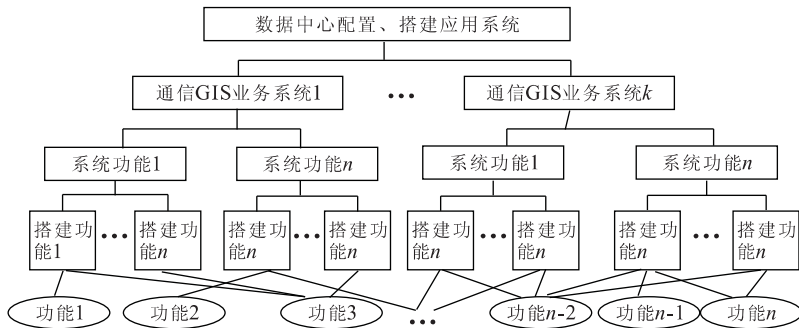 数据中心配置、搭建应用系统
通信GIS业务系统1
…
通信GIS业务系统k
系统功能1
系统功能n
系统功能1
系统功能n
搭建功
能1
…
搭建功
能n
搭建功
能n
…
搭建功
能n
搭建功
能n
…
搭建功
能n
搭建功
能n
…
搭建功
能n
功能1
功能2
功能3
…
功能n-2
功能n-1
功能n